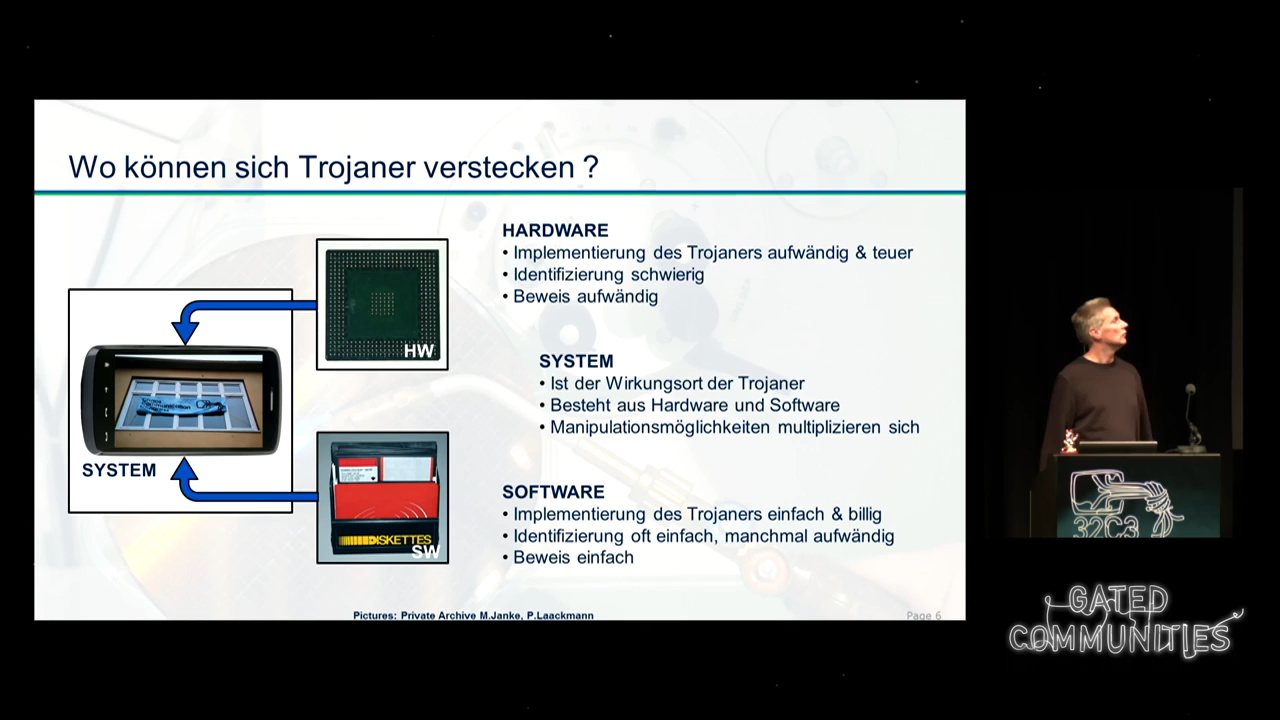 Wo können sich Trojaner verstecken ?
HARDWARE
• Implementierung des Trojaners aufwändig & teuer
• Identifizierung schwierig
• Beweis aufwändig
HW
SYSTEM
• Ist der Wirkungsort der Trojaner
• Besteht aus Hardware und Software
• Manipulationsmöglichkeiten multiplizieren sich
SYSTEM
SOFTWARE
• Implementierung des Trojaners einfach & billig
• Identifizierung oft einfach, manchmal aufwändig
• Beweis einfach
DISKETTES
SW
Pictures: Private Archive M.Janke, P.Laackmann
Page 6
32C3
GATED
COMMUNITIES